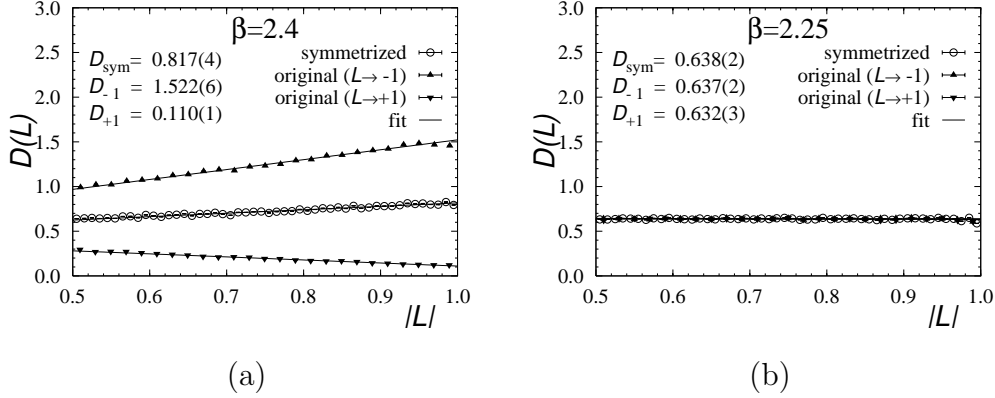 β=2.4
D_sym= 0.817(4)
D_-1 = 1.522(6)
D_+1 = 0.110(1)
symmetrized
original (L→ -1)
original (L→+1)
fit
D(L)
3.0
2.5
2.0
1.5
1.0
0.5
0.0
0.5 0.6 0.7 0.8 0.9 1.0
|L|
(a)
β=2.25
D_sym= 0.638(2)
D_-1 = 0.637(2)
D_+1 = 0.632(3)
symmetrized
original (L→ -1)
original (L→+1)
fit
D(L)
3.0
2.5
2.0
1.5
1.0
0.5
0.0
0.5 0.6 0.7 0.8 0.9 1.0
|L|
(b)